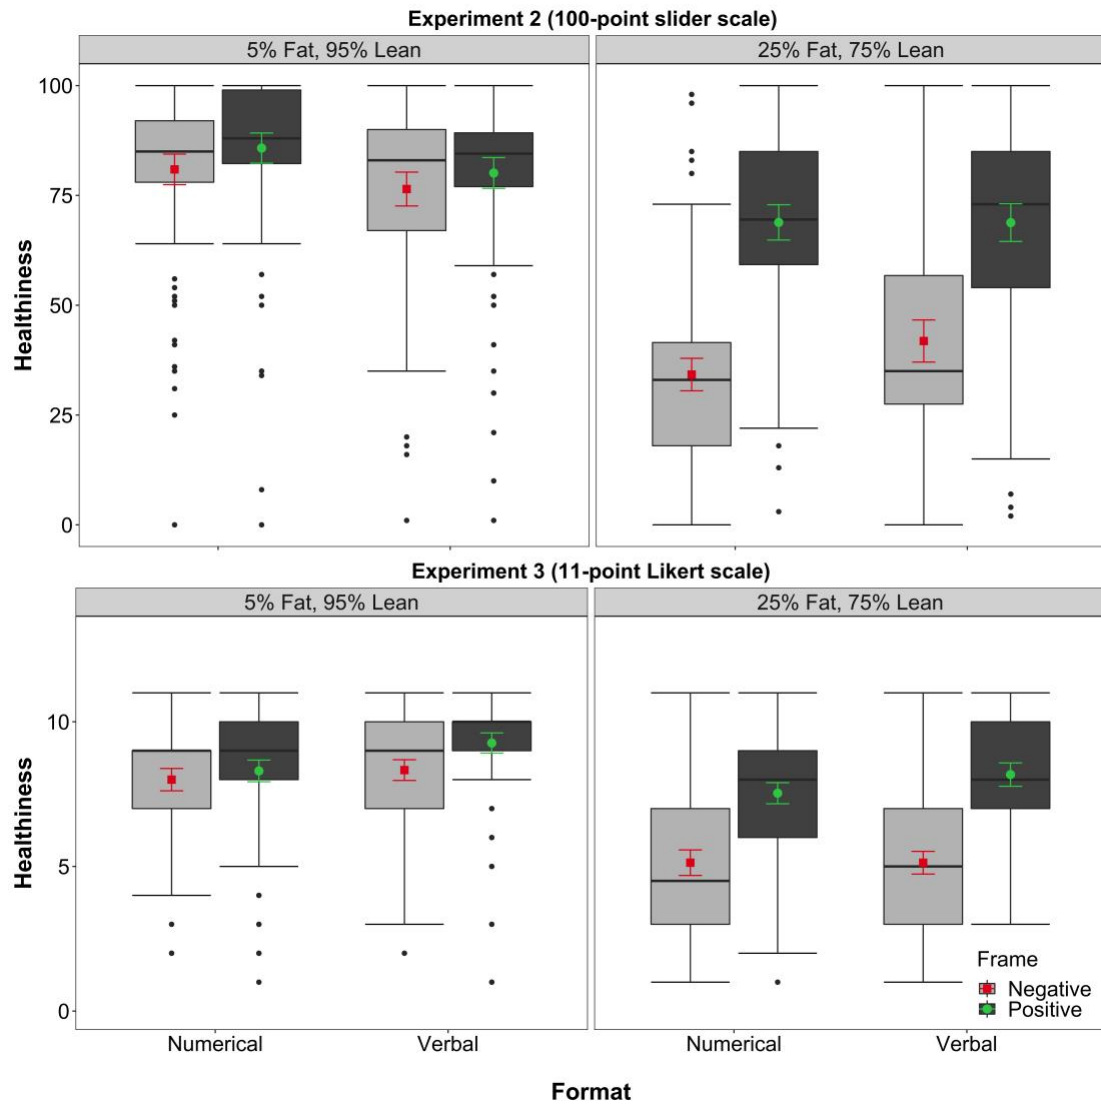 Experiment 2 (100-point slider scale)
5% Fat, 95% Lean
25% Fat, 75% Lean
Healthiness
100
75
50
25
0
Experiment 3 (11-point Likert scale)
5% Fat, 95% Lean
25% Fat, 75% Lean
Healthiness
10
5
0
Frame
Negative
Positive
Numerical
Verbal
Numerical
Verbal
Format